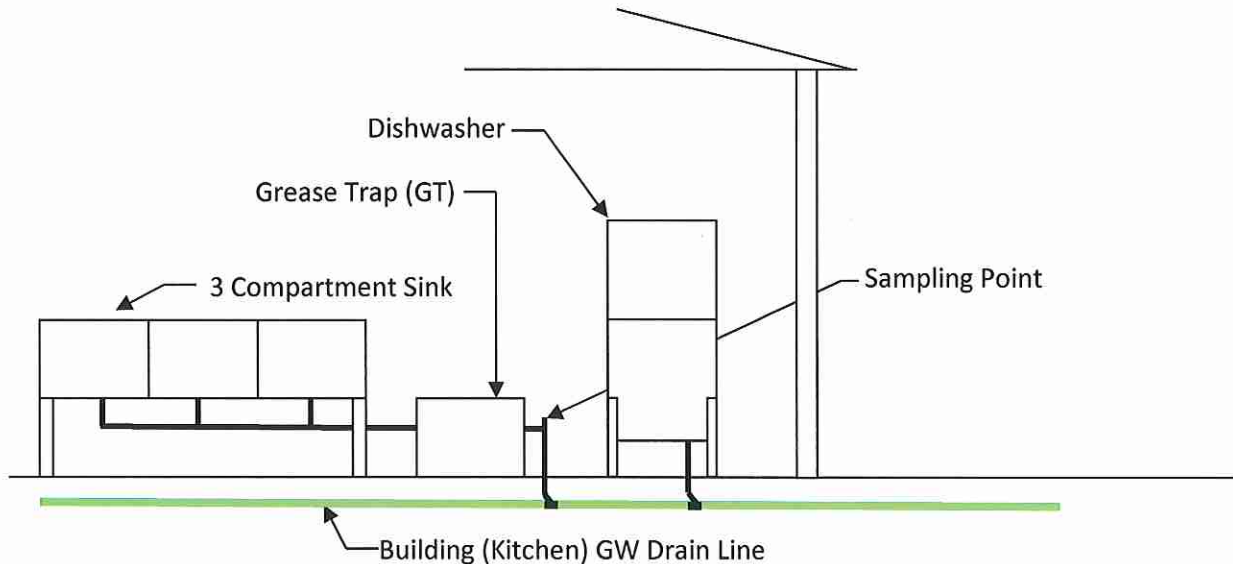 Dishwasher
Grease Trap (GT)
3 Compartment Sink
Sampling Point
Building (Kitchen) GW Drain Line